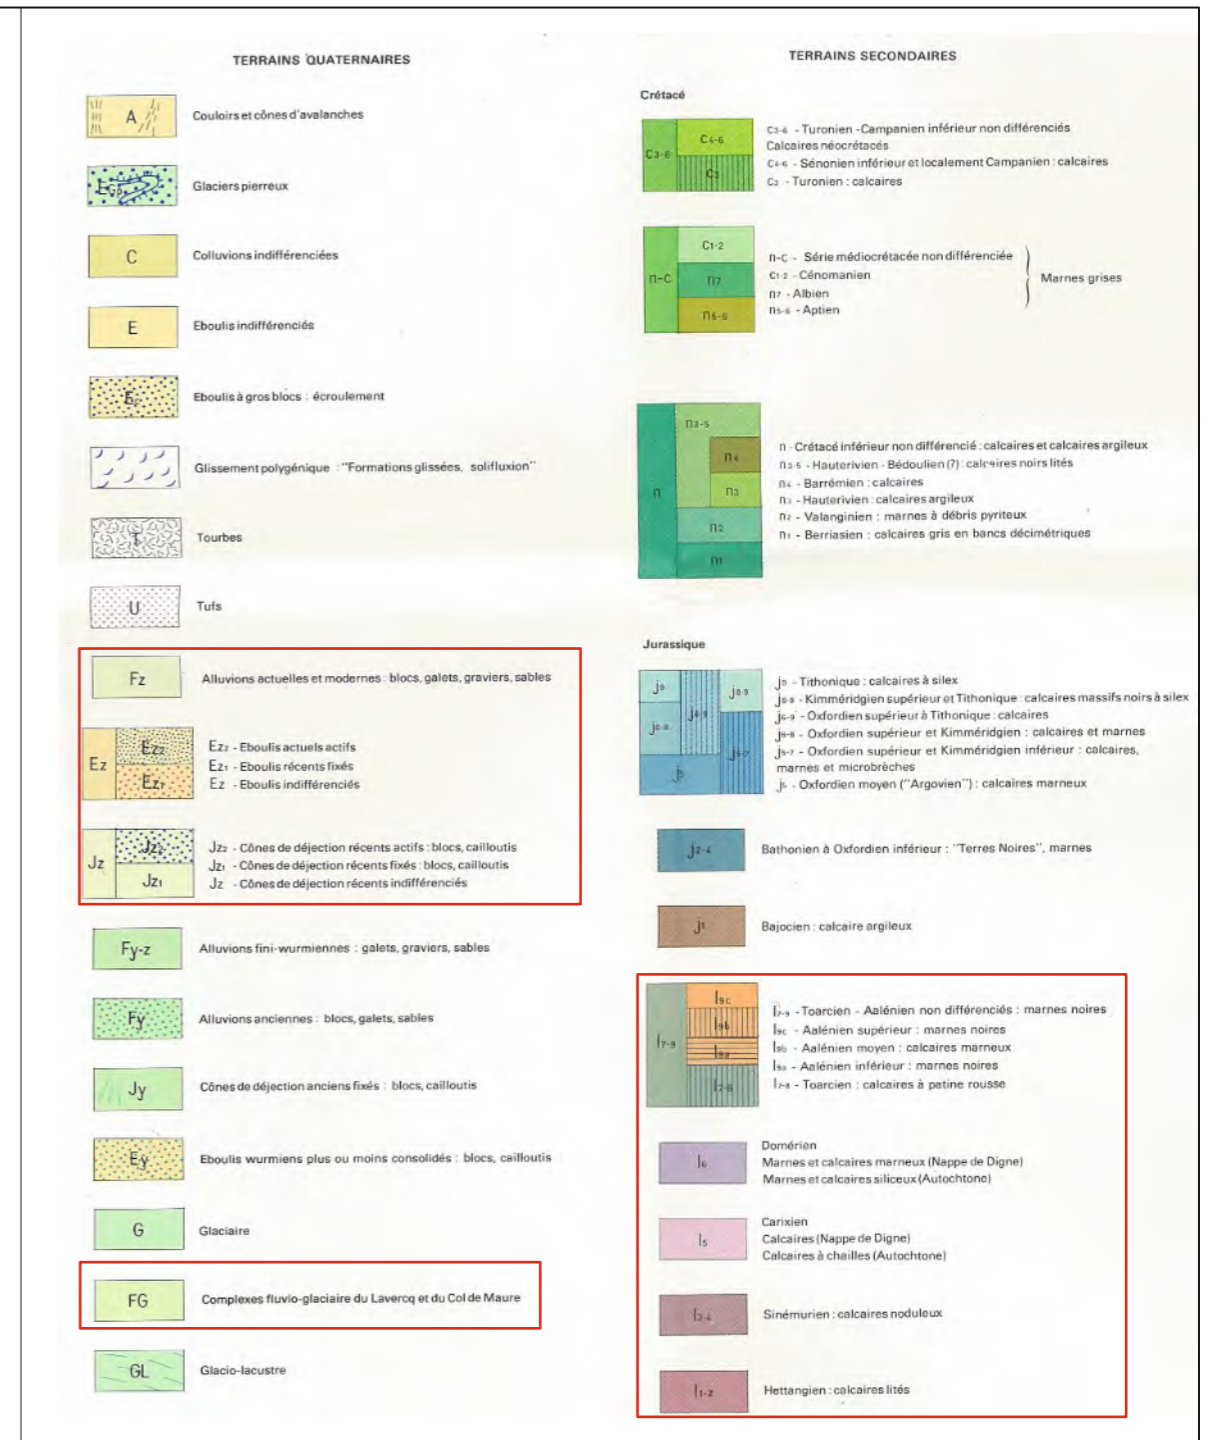 TERRAINS QUATERNAIRES
A
Couloirs et cônes d'avalanches
Glaciers pierreux
C
Colluvions indifférenciées
E
Eboulis indifférenciés
Eboulis à gros blocs : écroulement
Glissement polygénique : "Formations glissées, solifluxion"
T
Tourbes
U
Tufs
Fz
Alluvions actuelles et modernes : blocs, galets, graviers, sables
Ez
Ez2
Ez1
Ez2 - Eboulis actuels actifs
Ez1 - Eboulis récents fixés
Ez - Eboulis indifférenciés
Jz
Jz2
Jz1
Jz2 - Cônes de déjection récents actifs : blocs, cailloutis
Jz1 - Cônes de déjection récents fixés : blocs, cailloutis
Jz - Cônes de déjection récents indifférenciés
Fy-z
Alluvions fini-wurmiennes : galets, graviers, sables
Fy
Alluvions anciennes : blocs, galets, sables
Jy
Cônes de déjection anciens fixés : blocs, cailloutis
Ey
Eboulis wurmiens plus ou moins consolidés : blocs, cailloutis
G
Glaciaire
FG
Complexes fluvio-glaciaire du Lavercq et du Col de Maure
GL
Glacio-lacustre
TERRAINS SECONDAIRES
Crétacé
C3-6
C4-6
C3
C3-6 - Turonien - Campanien inférieur non différenciés
Calcaires néocrétacés
C4-6 - Sénonien inférieur et localement Campanien : calcaires
C3 - Turonien : calcaires
n-C
C1-2
n7
n5-6
n-C - Série médiocrétacée non différenciée
C1-2 - Cénomanien
n7 - Albien
n5-6 - Aptien
Marnes grises
n
n3-5
n4
n3
n2
n1
n - Crétacé inférieur non différencié : calcaires et calcaires argileux
n3-5 - Hauterivien - Bédoulien (?) : calcaires noirs lités
n4 - Barrémien : calcaires
n3 - Hauterivien : calcaires argileux
n2 - Valanginien : marnes à débris pyriteux
n1 - Berriasien : calcaires gris en bancs décimétriques
Jurassique
j9
j8-9
j6-9
j6-8
j5-7
j5
j9 - Tithonique : calcaires à silex
j8-9 - Kimméridgien supérieur et Tithonique : calcaires massifs noirs à silex
j6-9 - Oxfordien supérieur à Tithonique : calcaires
j6-8 - Oxfordien supérieur et Kimméridgien : calcaires et marnes
j5-7 - Oxfordien supérieur et Kimméridgien inférieur : calcaires,
marnes et microbrèches
j5 - Oxfordien moyen ("Argovien") : calcaires marneux
j2-4
Bathonien à Oxfordien inférieur : "Terres Noires", marnes
j1
Bajocien : calcaire argileux
l7-9
l9c
l9b
l9a
l7-8
l7-9 - Toarcien - Aalénien non différenciés : marnes noires
l9c - Aalénien supérieur : marnes noires
l9b - Aalénien moyen : calcaires marneux
l9a - Aalénien inférieur : marnes noires
l7-8 - Toarcien : calcaires à patine rousse
l6
Domérien
Marnes et calcaires marneux (Nappe de Digne)
Marnes et calcaires siliceux (Autochtone)
l5
Carixien
Calcaires (Nappe de Digne)
Calcaires à chailles (Autochtone)
l3-4
Sinémurien : calcaires noduleux
l1-2
Hettangien : calcaires lités